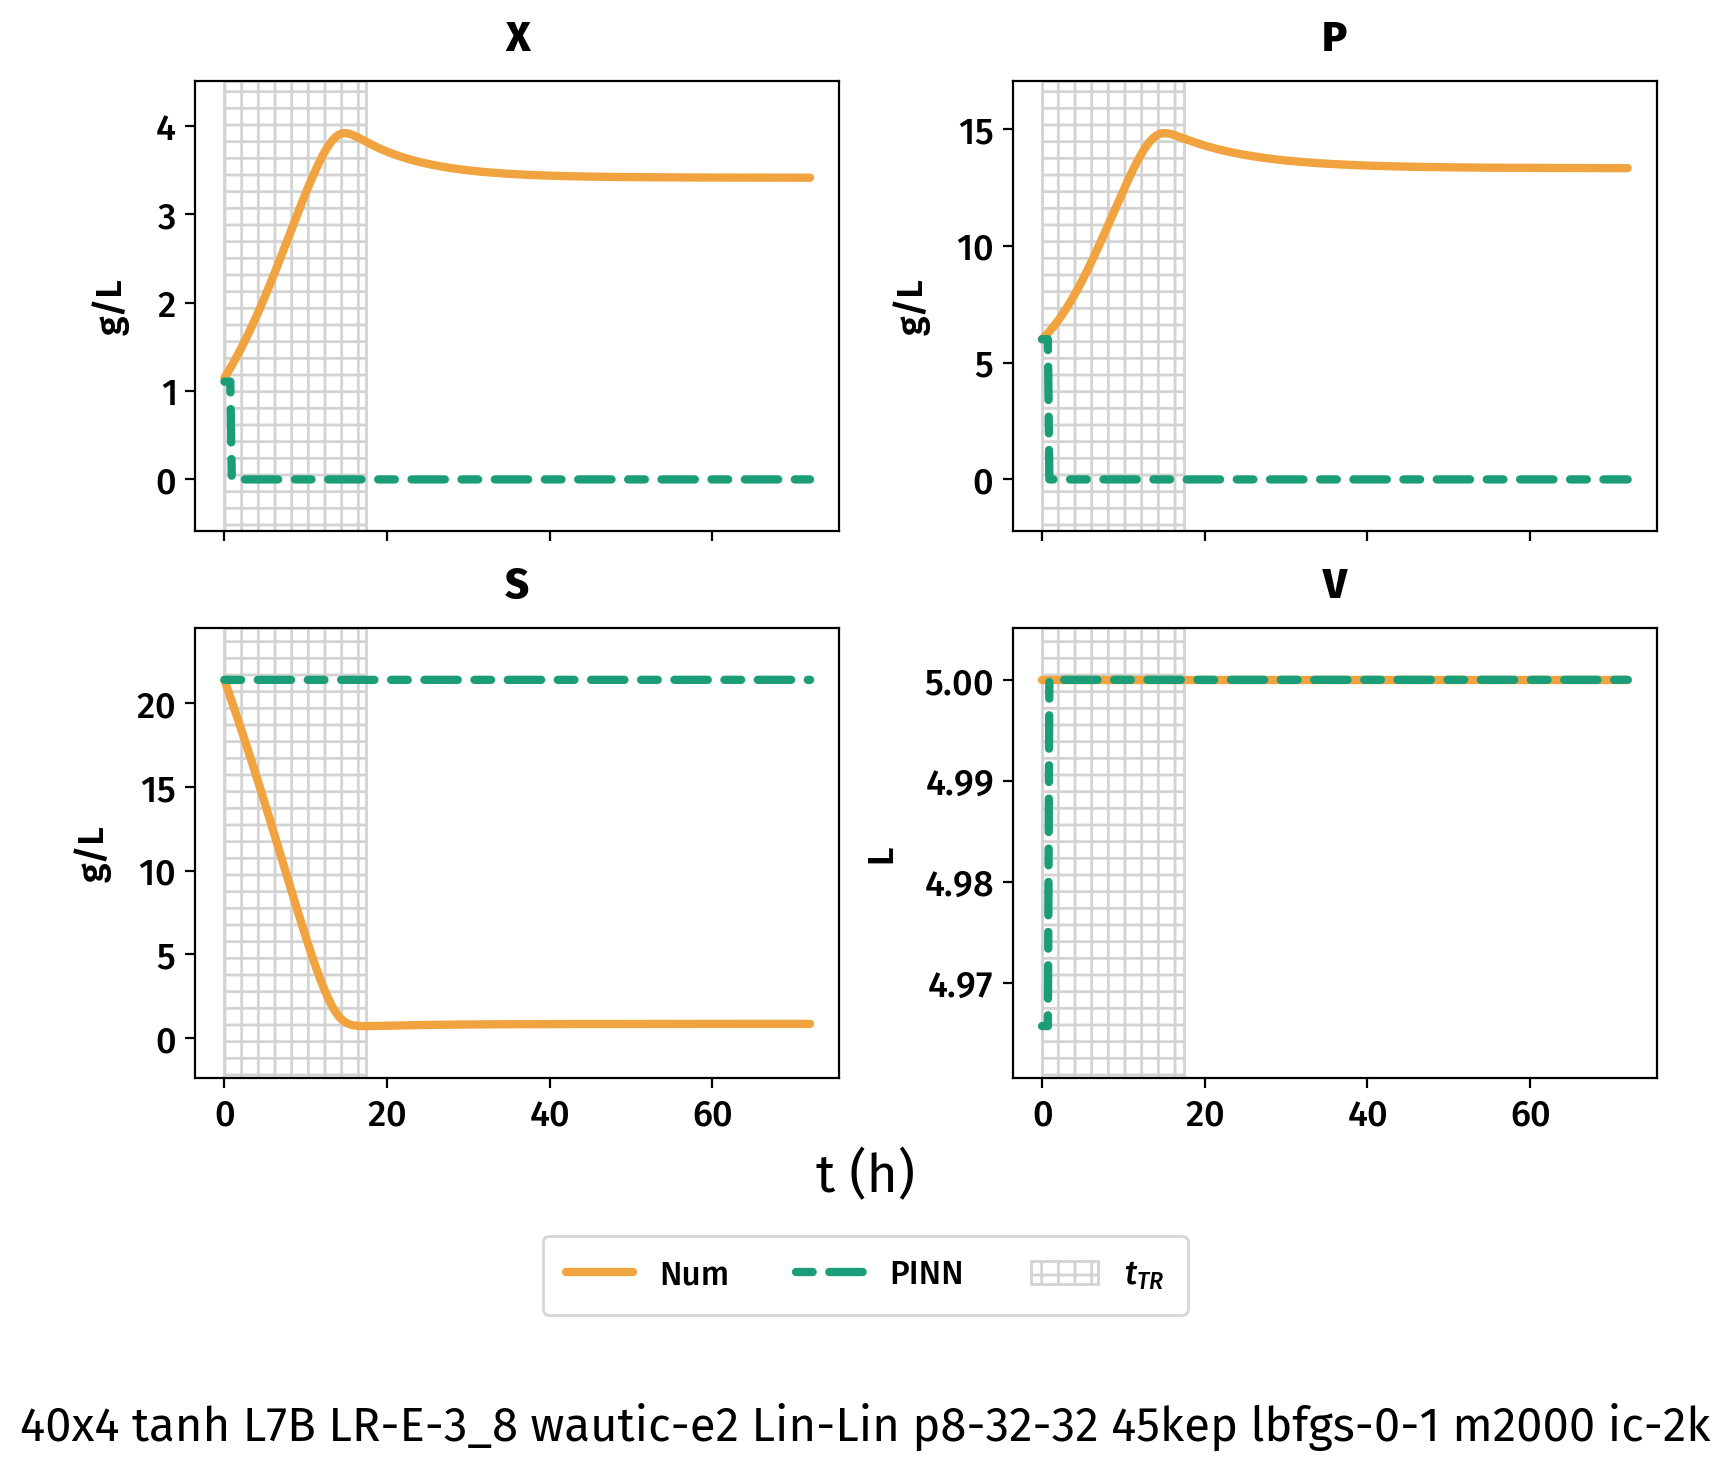 X
P
4
3
2
1
0
g/L
15
10
5
0
g/L
S
V
20
15
10
5
0
g/L
5.00
4.99
4.98
4.97
L
0 20 40 60
0 20 40 60
t (h)
Num PINN tTR
40x4 tanh L7B LR-E-3_8 wautic-e2 Lin-Lin p8-32-32 45kep lbfgs-0-1 m2000 ic-2k